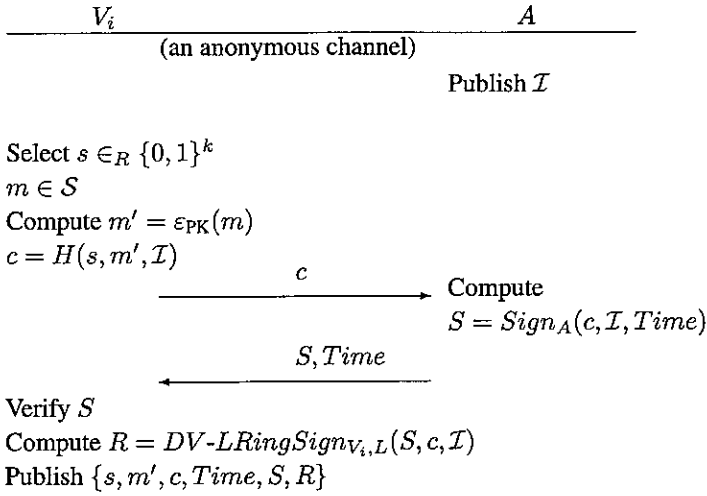 V_i A
(an anonymous channel)
Publish ℐ
Select s ∈_R {0, 1}^k
m ∈ 𝒮
Compute m′ = ε_PK(m)
c = H(s, m′, ℐ)
c
Compute
S = Sign_A(c, ℐ, Time)
S, Time
Verify S
Compute R = DV-LRingSign_{V_i,L}(S, c, ℐ)
Publish {s, m′, c, Time, S, R}